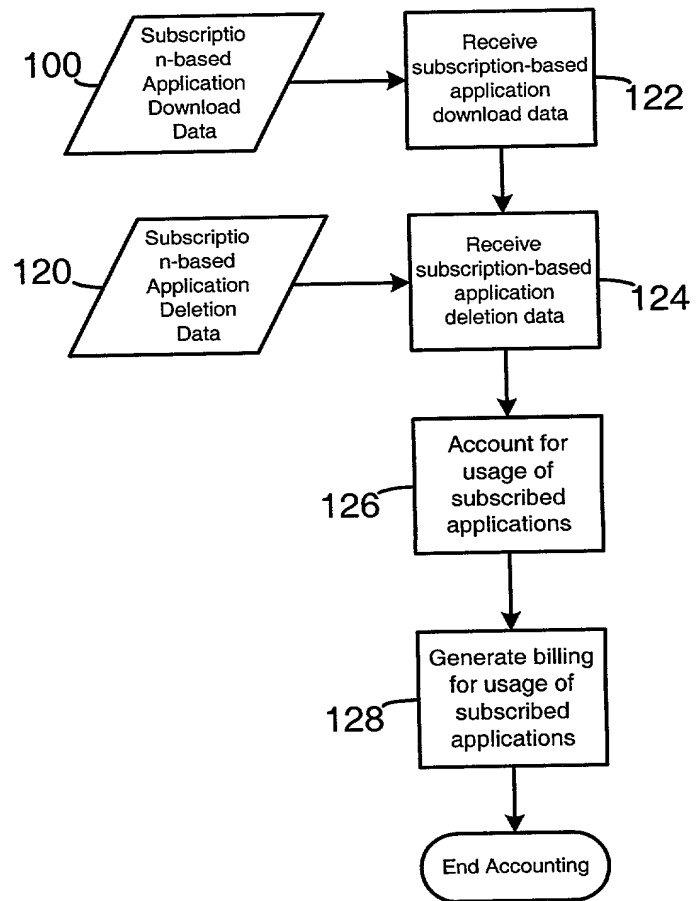 100
Subscriptio
n-based
Application
Download
Data
Receive
subscription-based
application
download data
122
120
Subscriptio
n-based
Application
Deletion
Data
Receive
subscription-based
application
deletion data
124
126
Account for
usage of
subscribed
applications
128
Generate billing
for usage of
subscribed
applications
End Accounting